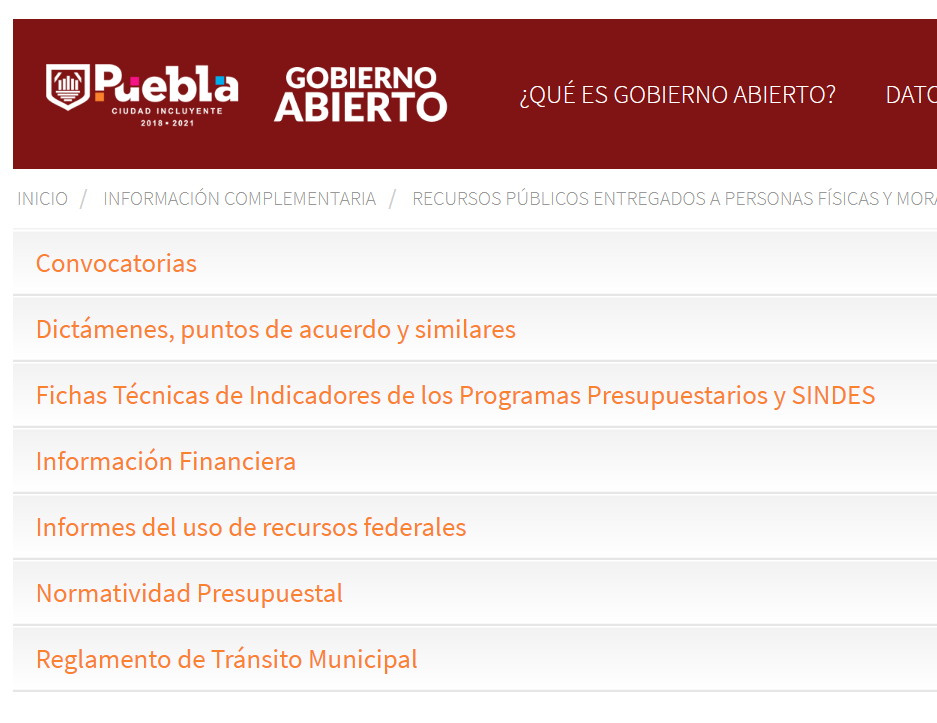 Puebla
CIUDAD INCLUYENTE
2018 • 2021
GOBIERNO
ABIERTO
¿QUÉ ES GOBIERNO ABIERTO?
INICIO / INFORMACIÓN COMPLEMENTARIA / RECURSOS PÚBLICOS ENTREGADOS A PERSONAS FÍSICAS Y
Convocatorias
Dictámenes, puntos de acuerdo y similares
Fichas Técnicas de Indicadores de los Programas Presupuestarios y SINDES
Información Financiera
Informes del uso de recursos federales
Normatividad Presupuestal
Reglamento de Tránsito Municipal